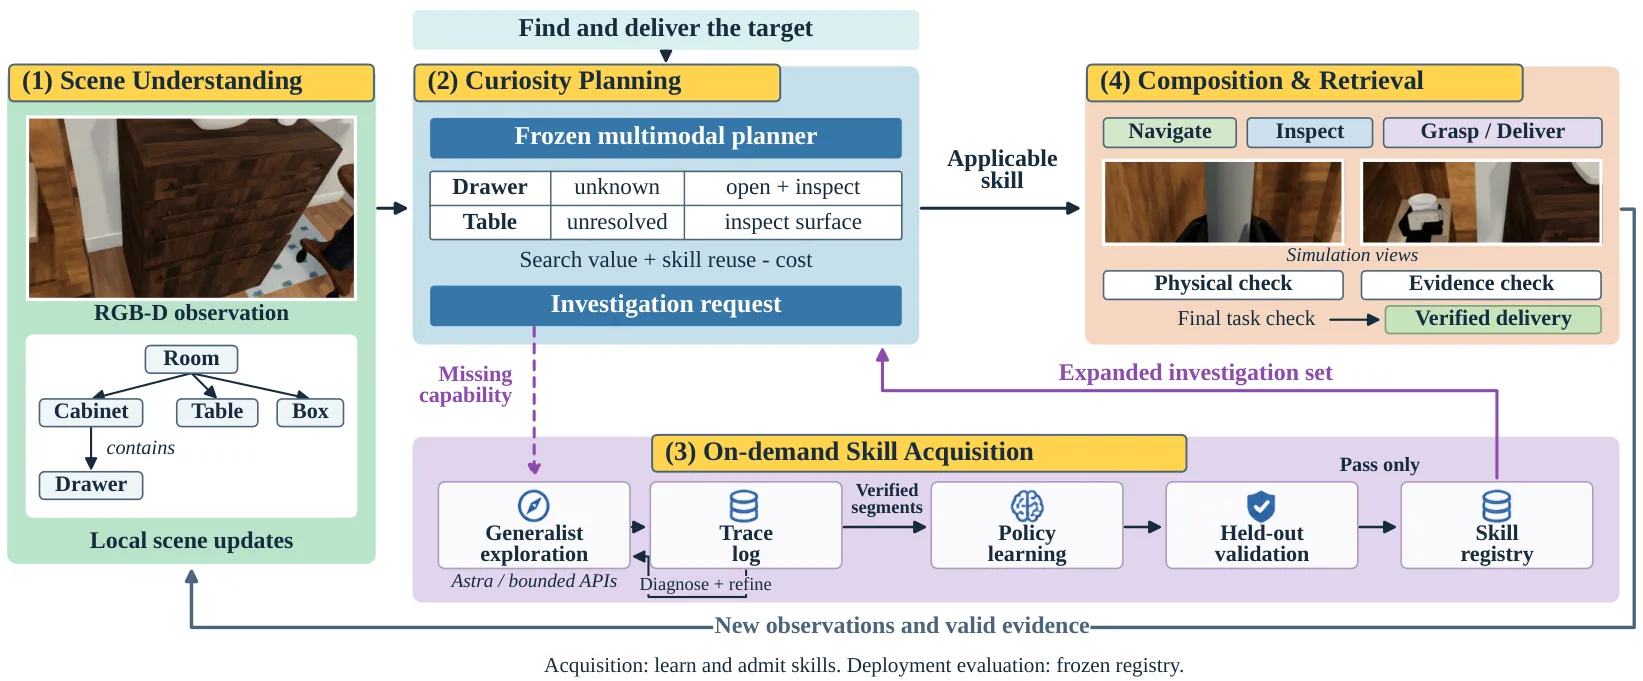 Find and deliver the target
(1) Scene Understanding
RGB-D observation
Room
Cabinet
Table
Box
contains
Drawer
Local scene updates
(2) Curiosity Planning
Frozen multimodal planner
Drawer unknown open + inspect
Table unresolved inspect surface
Search value + skill reuse - cost
Investigation request
Applicable
skill
(4) Composition & Retrieval
Navigate
Inspect
Grasp / Deliver
Simulation views
Physical check
Evidence check
Final task check
Verified delivery
Missing
capability
Expanded investigation set
(3) On-demand Skill Acquisition
Generalist
exploration
Astra / bounded APIs
Trace
log
Diagnose + refine
Verified
segments
Policy
learning
Held-out
validation
Pass only
Skill
registry
New observations and valid evidence
Acquisition: learn and admit skills. Deployment evaluation: frozen registry.